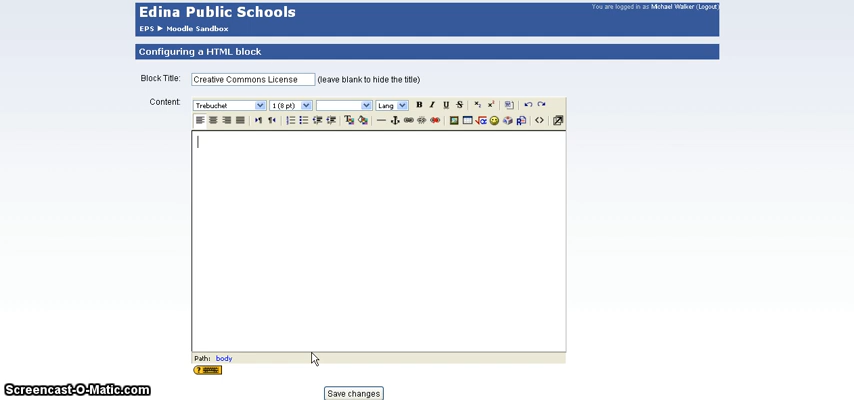 Edina Public Schools
You are logged in as Michael Walker (Logout)
EPS ► Moodle Sandbox
Configuring a HTML block
Block Title: Creative Commons License (leave blank to hide the title)
Content:
Trebuchet 1 (8 pt) Lang B I U S
Path: body
Save changes
Screencast-O-Matic.com